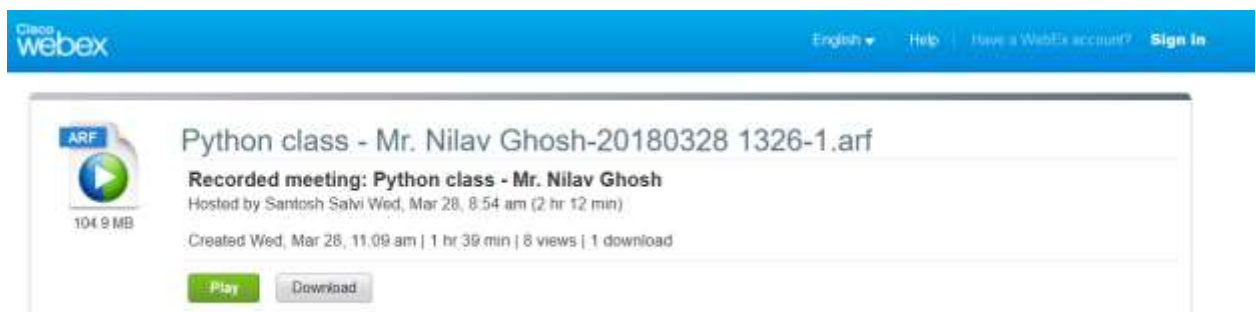 Cisco
webex
English Help Have a WebEx account? Sign In
ARF
Python class - Mr. Nilav Ghosh-20180328 1326-1.arf
Recorded meeting: Python class - Mr. Nilav Ghosh
Hosted by Santosh Salvi Wed, Mar 28, 8:54 am (2 hr 12 min)
104.9 MB
Created Wed, Mar 28, 11:09 am | 1 hr 39 min | 8 views | 1 download
Play Download